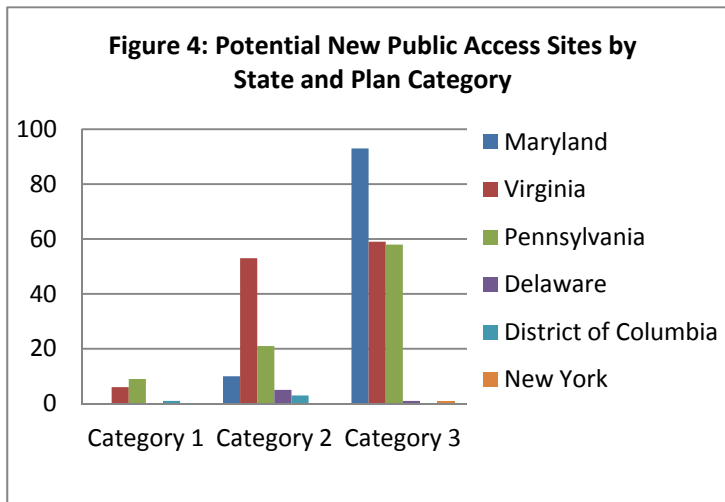 Figure 4: Potential New Public Access Sites by
State and Plan Category
100
80
60
40
20
0
Category 1
Category 2
Category 3
Maryland
Virginia
Pennsylvania
Delaware
District of Columbia
New York